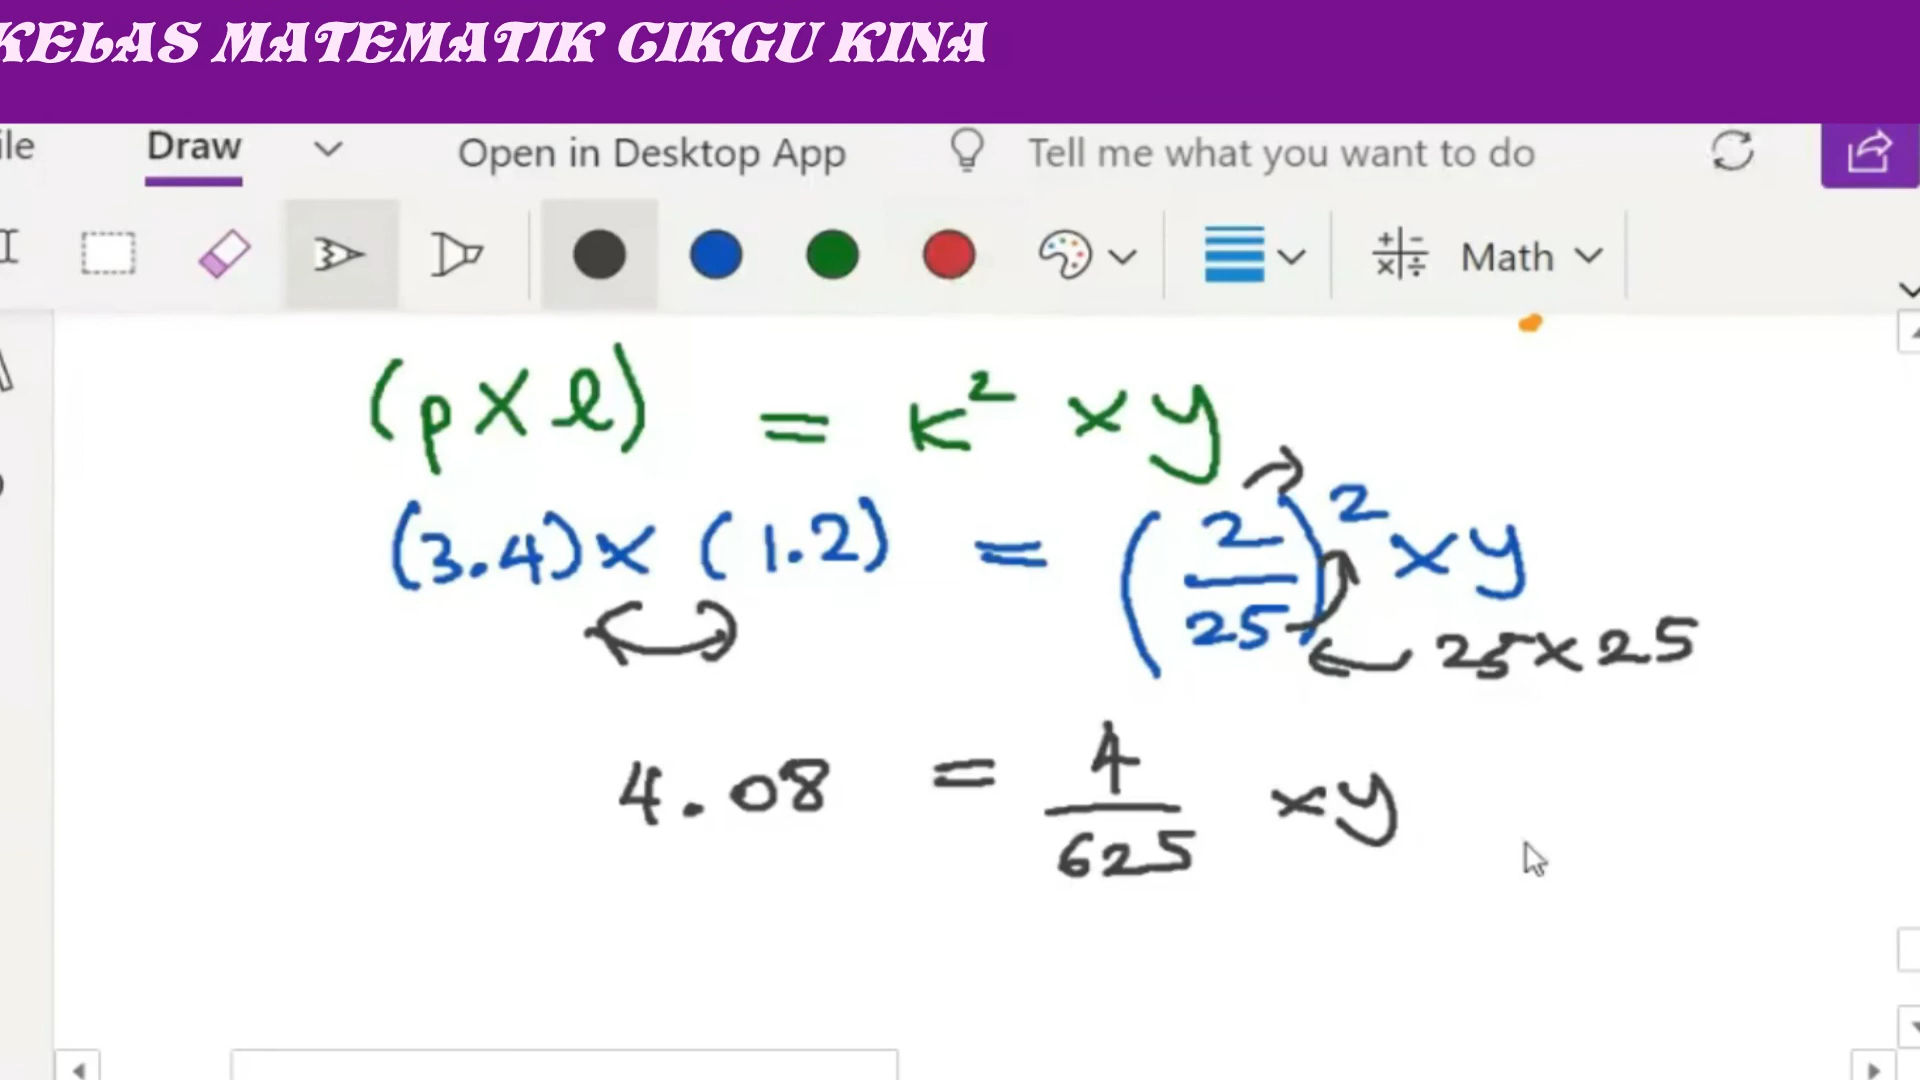 KELAS MATEMATIK CIKGU KINA
ile Draw Open in Desktop App Tell me what you want to do
Math
(p X l) = K² x y
(3.4) x (1.2) = (2/25)² x y
25 x 25
4.08 = 4/625 x y